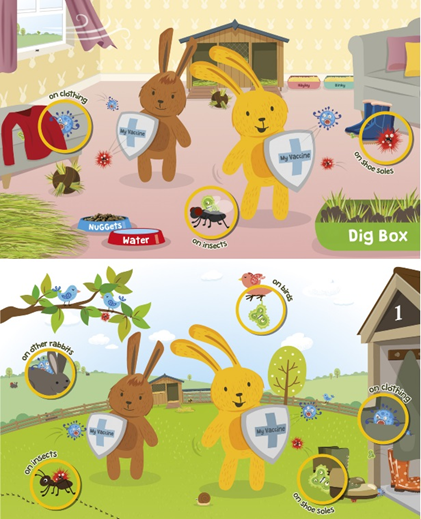 on clothing
My Vaccine
My Vaccine
on shoe soles
NUGGETS
Water
on insects
Dig Box
on birds
on other rabbits
1
on clothing
My Vaccine
My Vaccine
on insects
on shoe soles